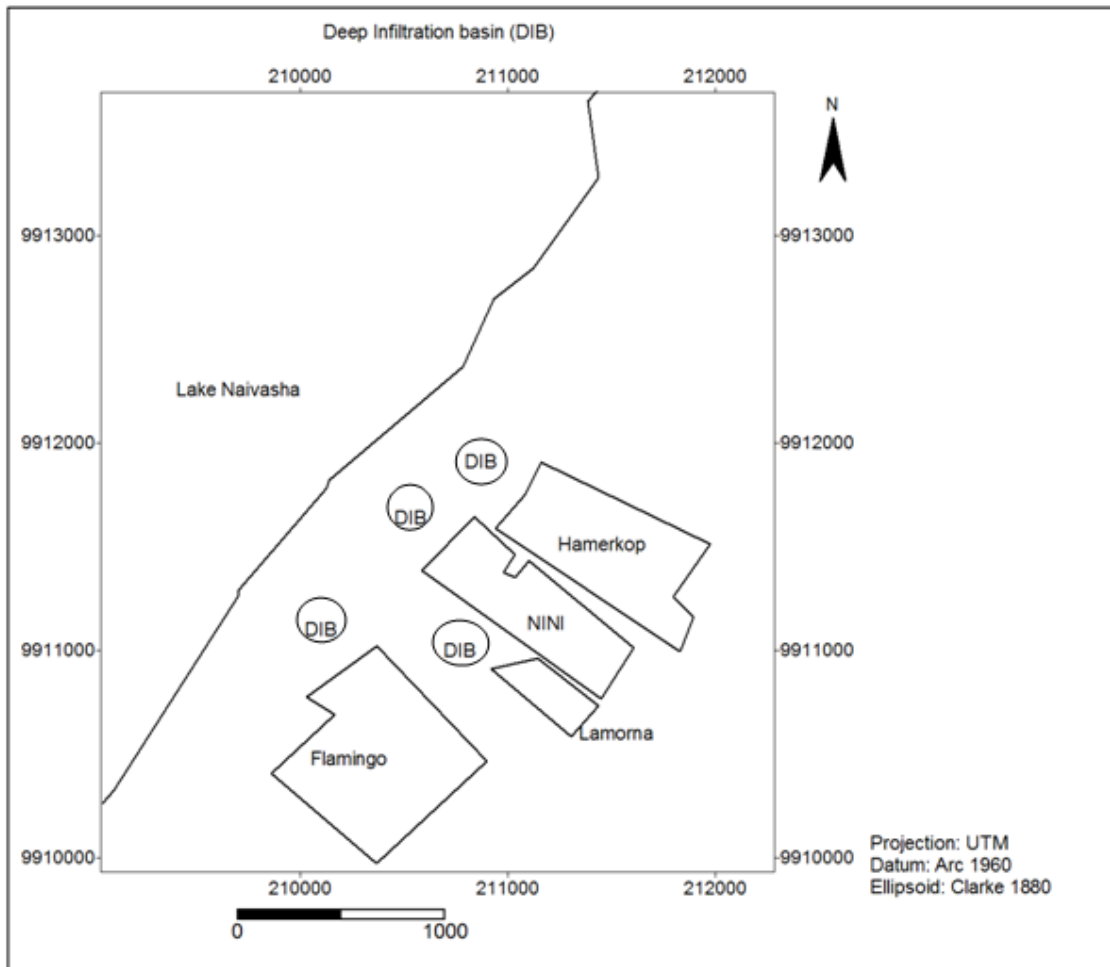 Deep Infiltration basin (DIB)
210000 211000 212000
N
9913000 9913000
Lake Naivasha
9912000 9912000
DIB
DIB
Hamerkop
NINI
DIB
DIB
9911000 9911000
Lamorna
Flamingo
9910000 9910000
Projection: UTM
Datum: Arc 1960
Ellipsoid: Clarke 1880
210000 211000 212000
0 1000